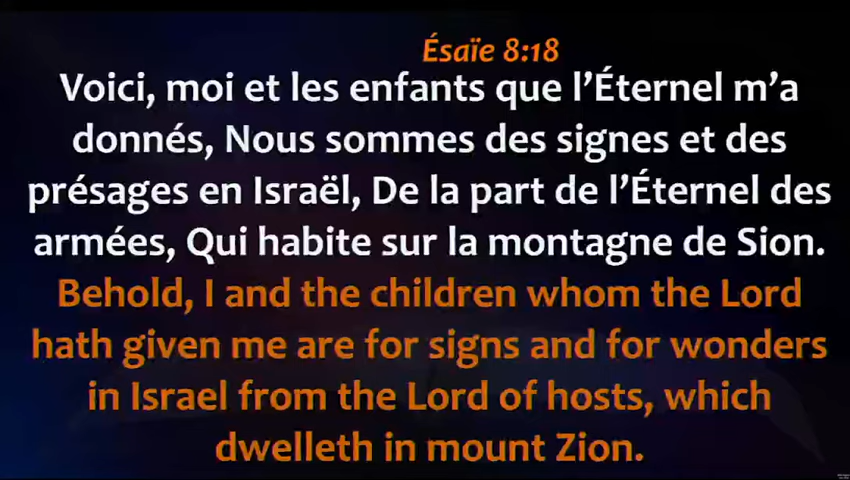 Ésaïe 8:18
Voici, moi et les enfants que l’Éternel m’a
donnés, Nous sommes des signes et des
présages en Israël, De la part de l’Éternel des
armées, Qui habite sur la montagne de Sion.
Behold, I and the children whom the Lord
hath given me are for signs and for wonders
in Israel from the Lord of hosts, which
dwelleth in mount Zion.